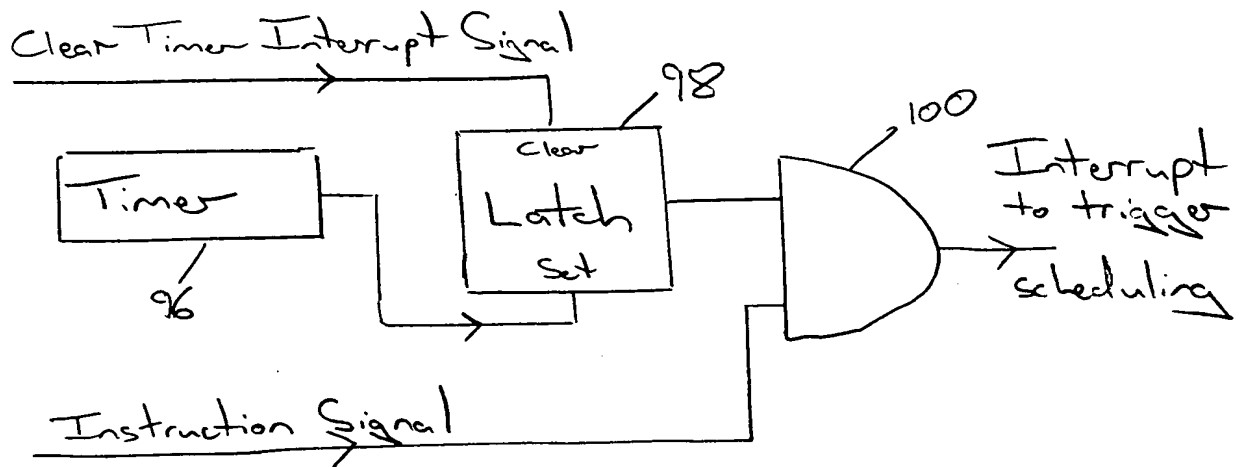 Clear Timer Interrupt Signal
98
100
Clear
Latch
Set
Timer
96
Interrupt
to trigger
scheduling
Instruction Signal